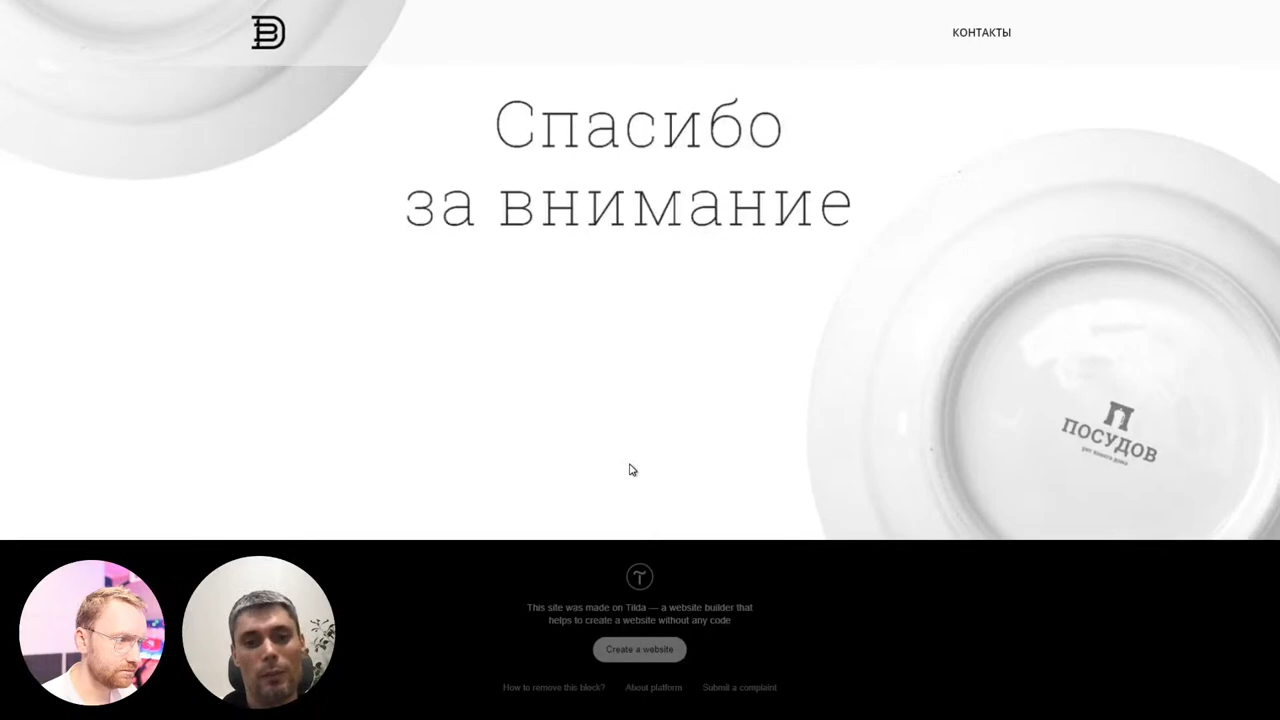 КОНТАКТЫ
Спасибо
за внимание
П
ПОСУДОВ
This site was made on Tilda — a website builder that
helps to create a website without any code
Create a website
How to remove this block?
About platform
Submit a complaint